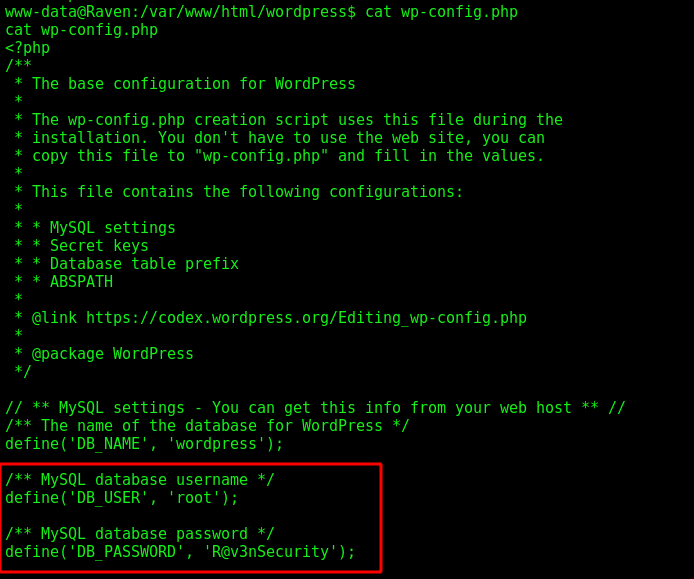 www-data@Raven:/var/www/html/wordpress$ cat wp-config.php
cat wp-config.php
<?php
/**
 * The base configuration for WordPress
 *
 * The wp-config.php creation script uses this file during the
 * installation. You don't have to use the web site, you can
 * copy this file to "wp-config.php" and fill in the values.
 *
 * This file contains the following configurations:
 *
 * * MySQL settings
 * * Secret keys
 * * Database table prefix
 * * ABSPATH
 *
 * @link https://codex.wordpress.org/Editing_wp-config.php
 *
 * @package WordPress
 */

// ** MySQL settings - You can get this info from your web host ** //
/** The name of the database for WordPress */
define('DB_NAME', 'wordpress');

/** MySQL database username */
define('DB_USER', 'root');

/** MySQL database password */
define('DB_PASSWORD', 'R@v3nSecurity');